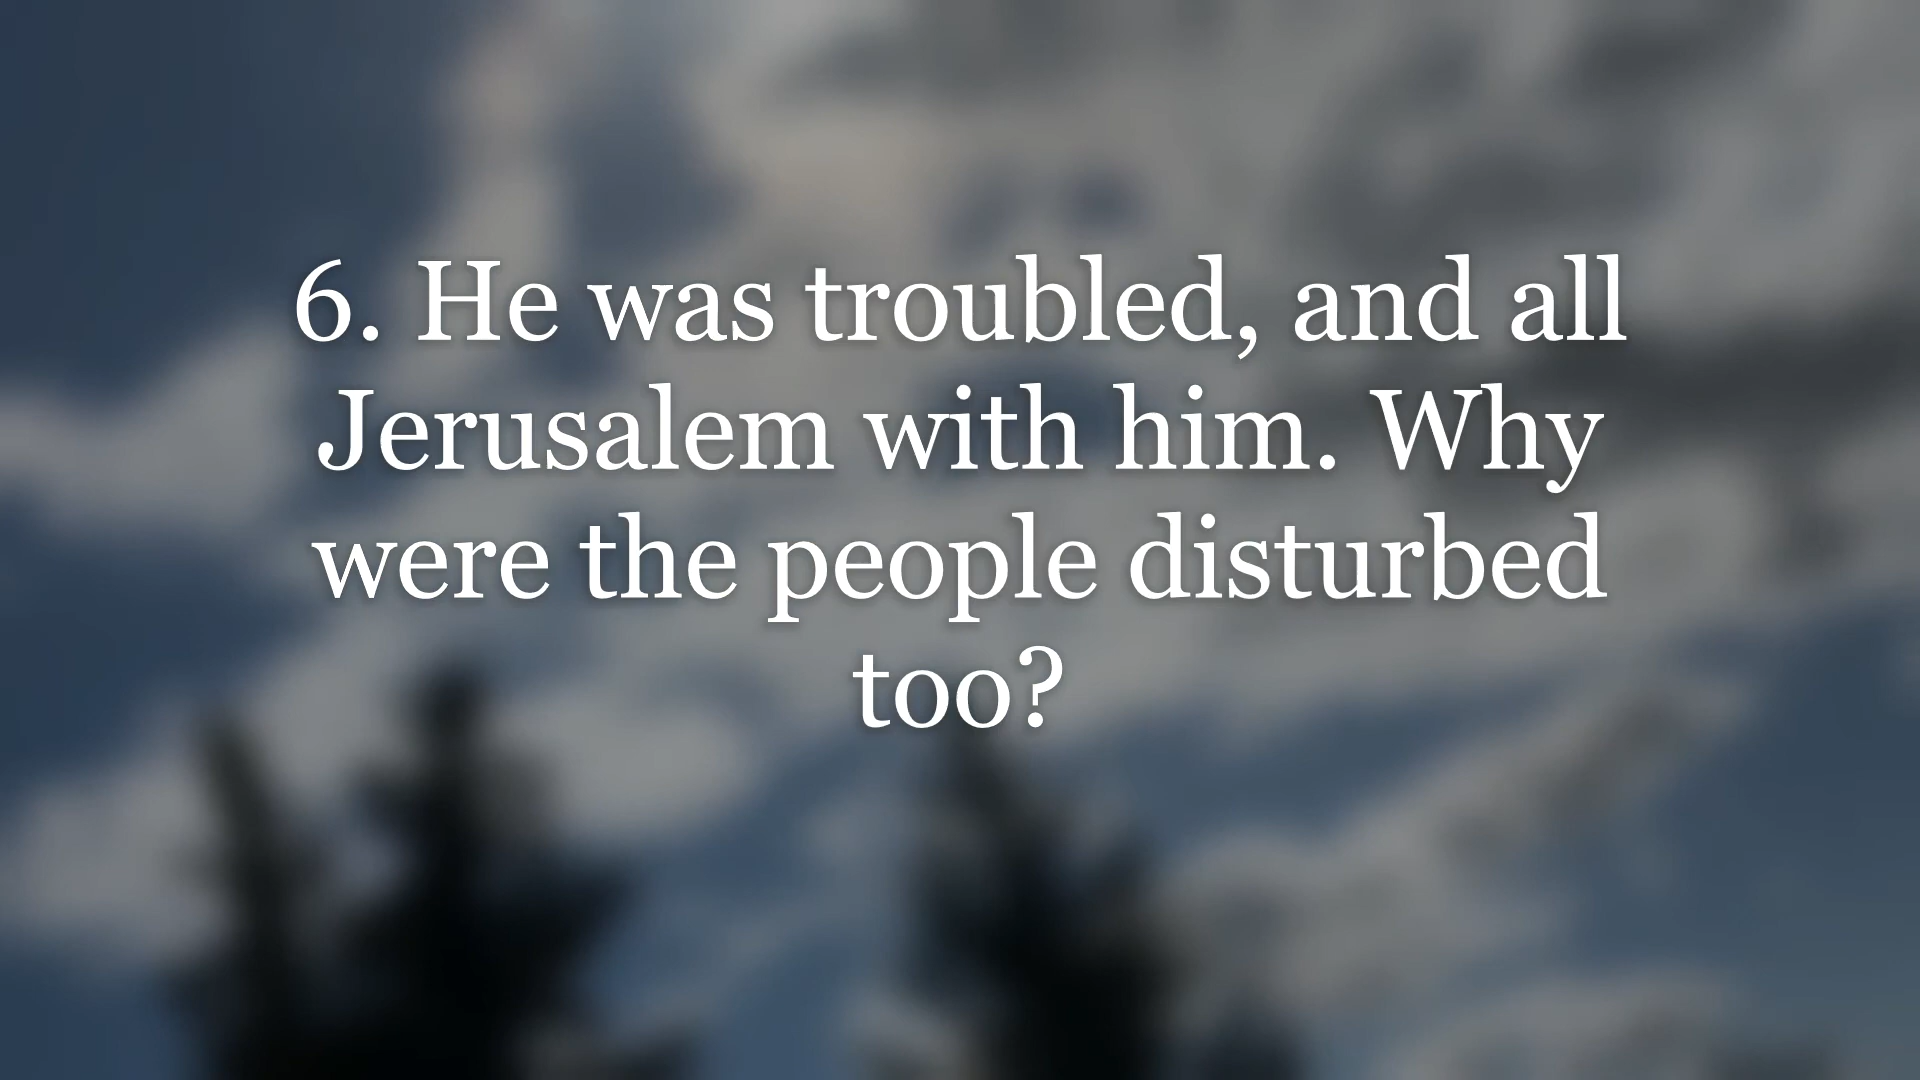 6. He was troubled, and all
Jerusalem with him. Why
were the people disturbed
too?